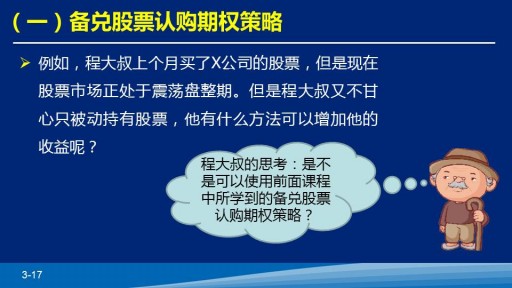 （一）备兑股票认购期权策略
例如，程大叔上个月买了X公司的股票，但是现在
股票市场正处于震荡盘整期。但是程大叔又不甘
心只被动持有股票，他有什么方法可以增加他的
收益呢？
程大叔的思考：是不
是可以使用前面课程
中所学到的备兑股票
认购期权策略？
3-17